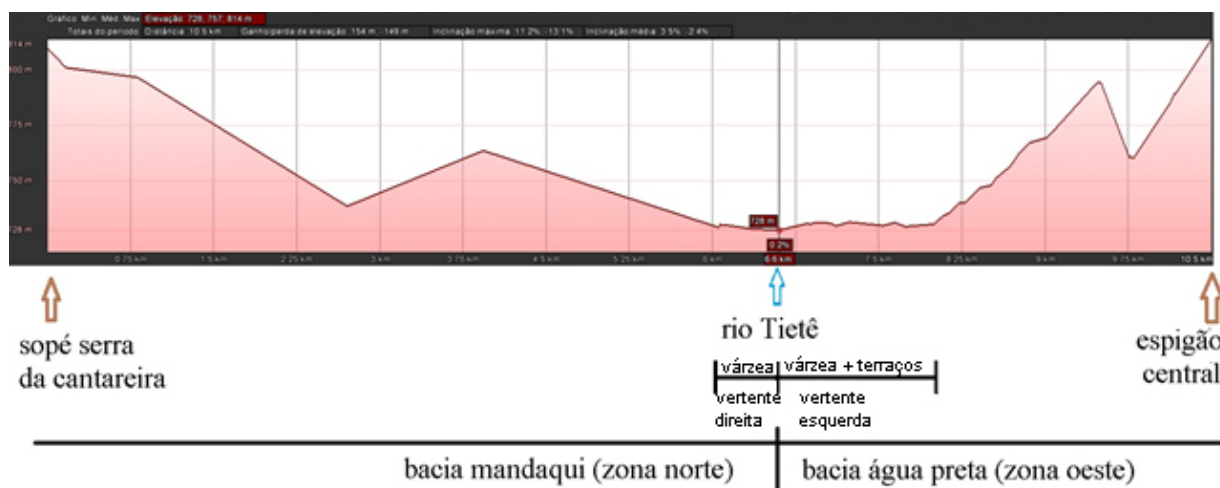 Gráfico Min Méd Max Elevação 728, 757, 814 m
Totais do período Distância 10 5 km Ganho/perda de elevação 154 m, -149 m Inclinação máxima 11 2%, -13 1% Inclinação média 3 5%, -2 4%
814 m
800 m
775 m
750 m
728 m
728 m
0 2%
0 75 km 1 5 km 2 25 km 3 km 3 75 km 4 5 km 5 25 km 6 km 6 6 km 7 5 km 8 25 km 9 km 9 75 km 10 5 km
sopé serra
da cantareira
rio Tietê
espigão
central
várzea várzea + terraços
vertente
direita
vertente
esquerda
bacia mandaqui (zona norte) bacia água preta (zona oeste)